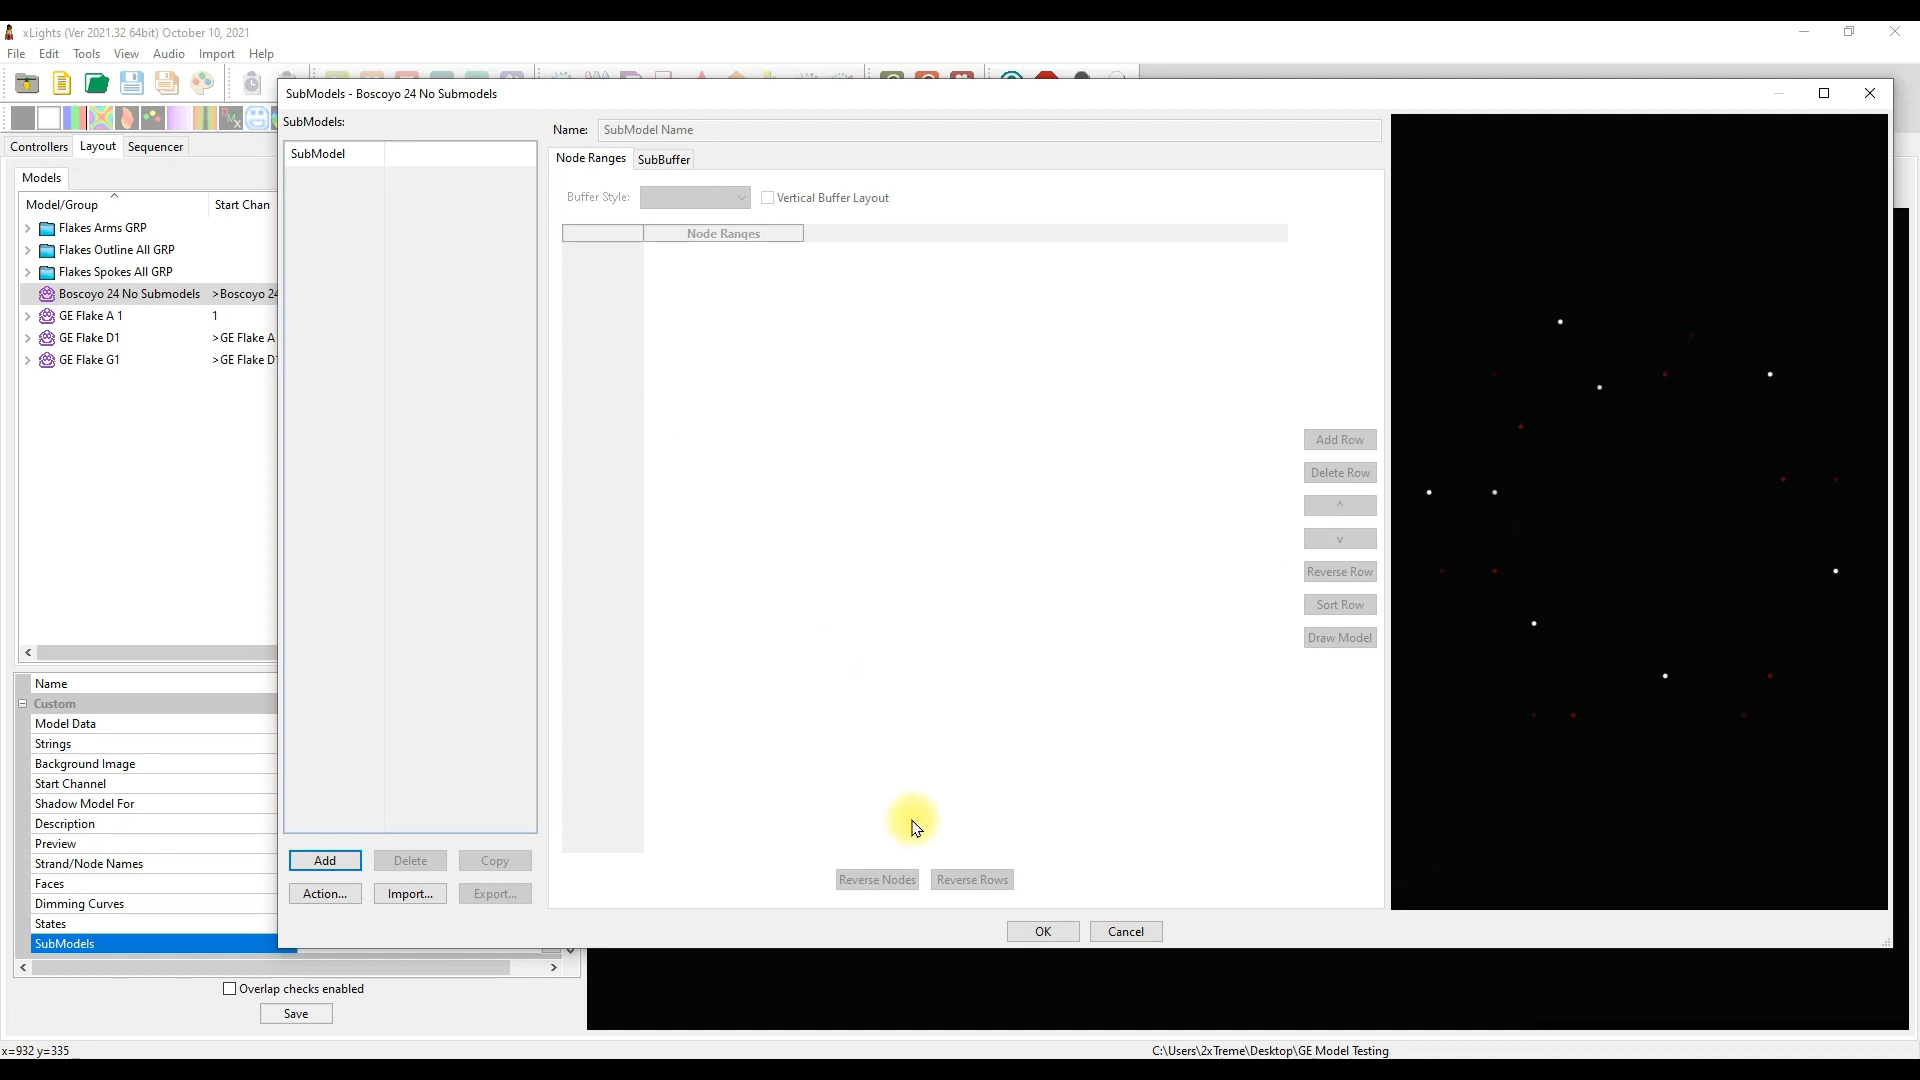 xLights (Ver 2021.32 64bit) October 10, 2021
File Edit Tools View Audio Import Help
SubModels - Boscoyo 24 No Submodels
SubModels:
SubModel
Name: SubModel Name
Node Ranges SubBuffer
Buffer Style: Vertical Buffer Layout
Node Ranges
Add Row
Delete Row
^
v
Reverse Row
Sort Row
Draw Model
Reverse Nodes Reverse Rows
Add Delete Copy
Action... Import... Export...
OK Cancel
Controllers Layout Sequencer
Models
Model/Group Start Chan
Flakes Arms GRP
Flakes Outline All GRP
Flakes Spokes All GRP
Boscoyo 24 No Submodels >Boscoyo 24
GE Flake A 1 1
GE Flake D1 >GE Flake A
GE Flake G1 >GE Flake D1
Name
Custom
Model Data
Strings
Background Image
Start Channel
Shadow Model For
Description
Preview
Strand/Node Names
Faces
Dimming Curves
States
SubModels
Overlap checks enabled
Save
x=932 y=335
C:\Users\2xTreme\Desktop\GE Model Testing